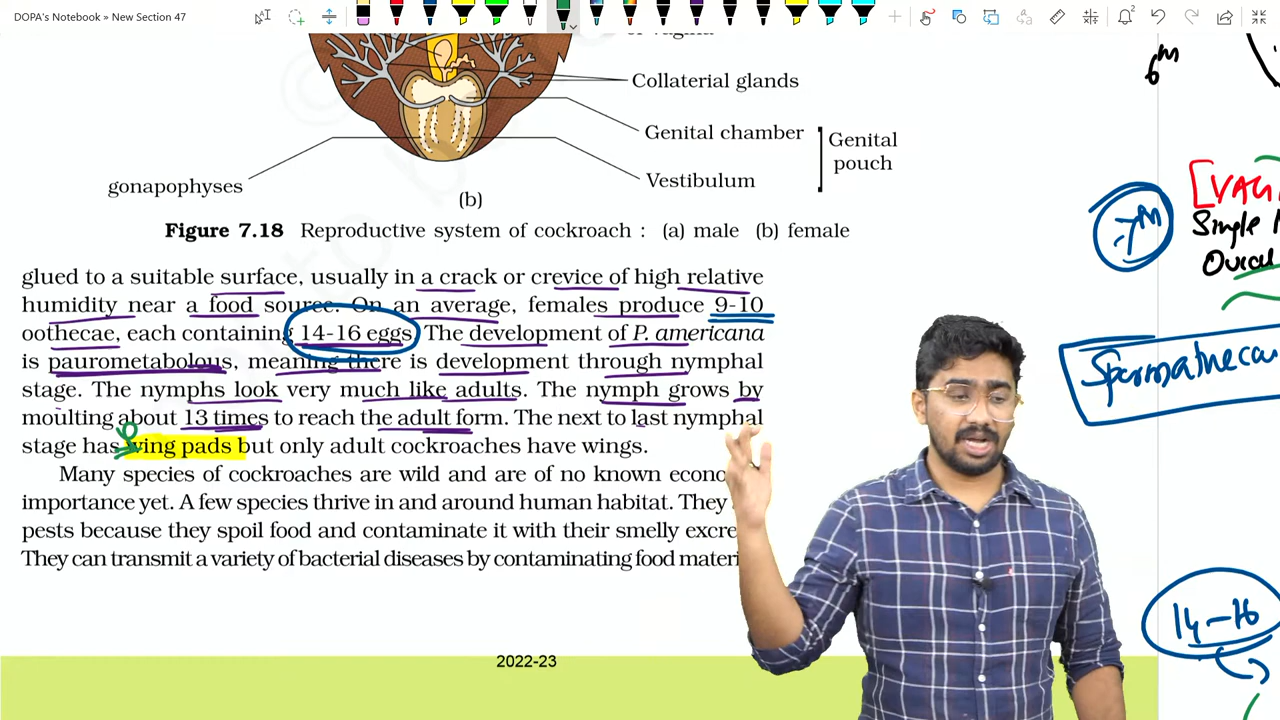 DOPA's Notebook » New Section 47
Collaterial glands
Genital chamber
Genital
pouch
gonapophyses
Vestibulum
(b)
Figure 7.18 Reproductive system of cockroach : (a) male (b) female
glued to a suitable surface, usually in a crack or crevice of high relative
humidity near a food source. On an average, females produce 9-10
oothecae, each containing 14-16 eggs. The development of P. americana
is paurometabolous, meaning there is development through nymphal
stage. The nymphs look very much like adults. The nymph grows by
moulting about 13 times to reach the adult form. The next to last nymphal
stage has wing pads but only adult cockroaches have wings.
Many species of cockroaches are wild and are of no known econo
importance yet. A few species thrive in and around human habitat. They
pests because they spoil food and contaminate it with their smelly excre
They can transmit a variety of bacterial diseases by contaminating food materi
2022-23
6m
7m
[VAGI
Single
Spermathecae
14-16